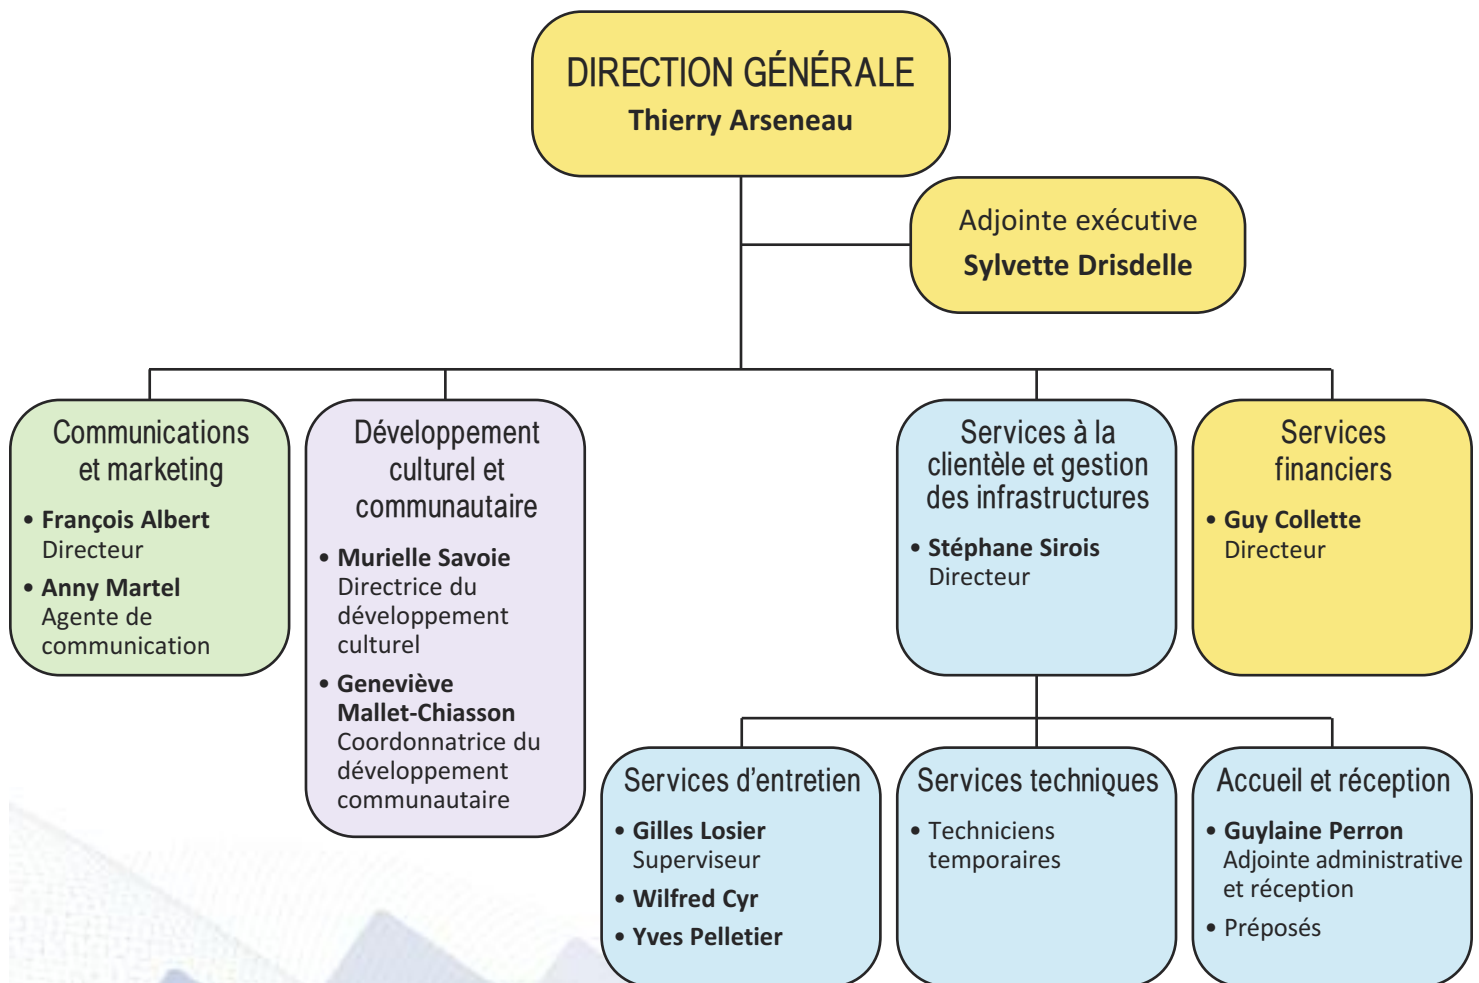 DIRECTION GÉNÉRALE
Thierry Arseneau
Adjointe exécutive
Sylvette Drisdelle
Communications
et marketing
• François Albert
Directeur
• Anny Martel
Agente de
communication
Développement
culturel et
communautaire
• Murielle Savoie
Directrice du
développement
culturel
• Geneviève
Mallet-Chiasson
Coordonnatrice du
développement
communautaire
Services à la
clientèle et gestion
des infrastructures
• Stéphane Sirois
Directeur
Services
financiers
• Guy Collette
Directeur
Services d'entretien
• Gilles Losier
Superviseur
• Wilfred Cyr
• Yves Pelletier
Services techniques
• Techniciens
temporaires
Accueil et réception
• Guylaine Perron
Adjointe administrative
et réception
• Préposés